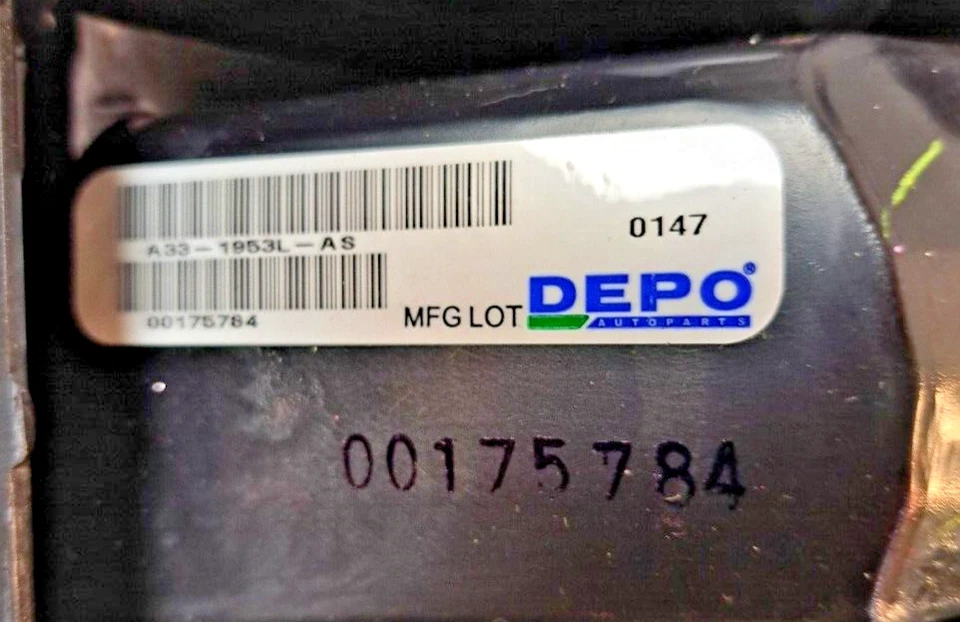 A33-1953L-AS
0147
00175784
MFG LOT
DEPO®
AUTOPARTS
00175784